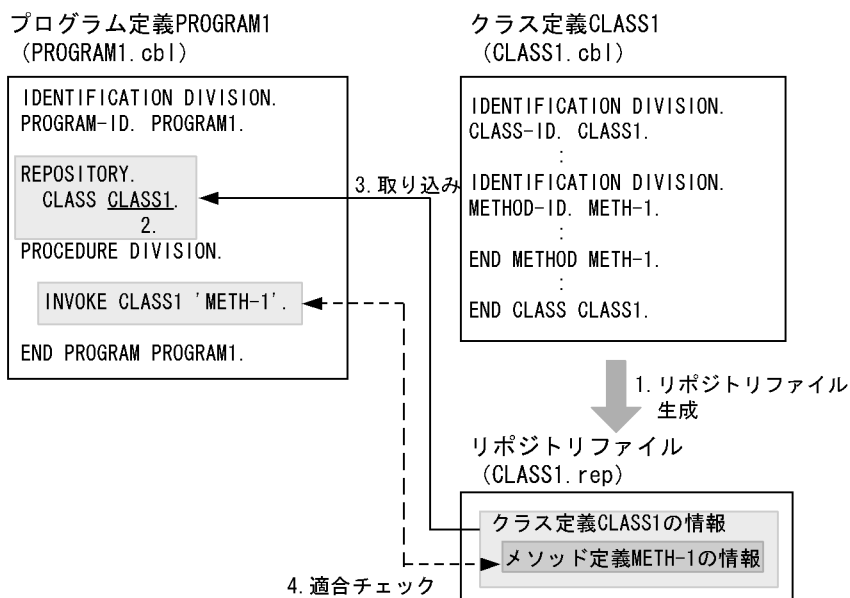 プログラム定義PROGRAM1
(PROGRAM1.cbl)
IDENTIFICATION DIVISION.
PROGRAM-ID. PROGRAM1.
REPOSITORY.
CLASS CLASS1.
2.
PROCEDURE DIVISION.
INVOKE CLASS1 'METH-1'.
END PROGRAM PROGRAM1.
クラス定義CLASS1
(CLASS1.cbl)
IDENTIFICATION DIVISION.
CLASS-ID. CLASS1.
:
3.取り込み
IDENTIFICATION DIVISION.
METHOD-ID. METH-1.
:
END METHOD METH-1.
:
END CLASS CLASS1.
1.リポジトリファイル
生成
リポジトリファイル
(CLASS1.rep)
クラス定義CLASS1の情報
メソッド定義METH-1の情報
4.適合チェック